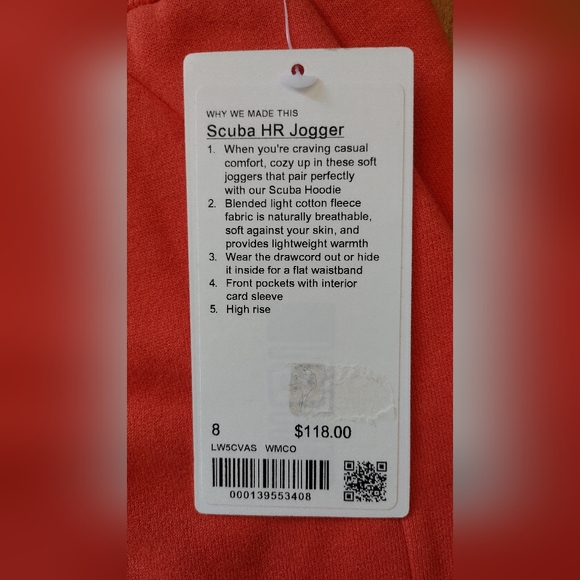 WHY WE MADE THIS
Scuba HR Jogger
1. When you're craving casual
comfort, cozy up in these soft
joggers that pair perfectly
with our Scuba Hoodie
2. Blended light cotton fleece
fabric is naturally breathable,
soft against your skin, and
provides lightweight warmth
3. Wear the drawcord out or hide
it inside for a flat waistband
4. Front pockets with interior
card sleeve
5. High rise
8 $118.00
LW5CVAS WMCO
000139553408